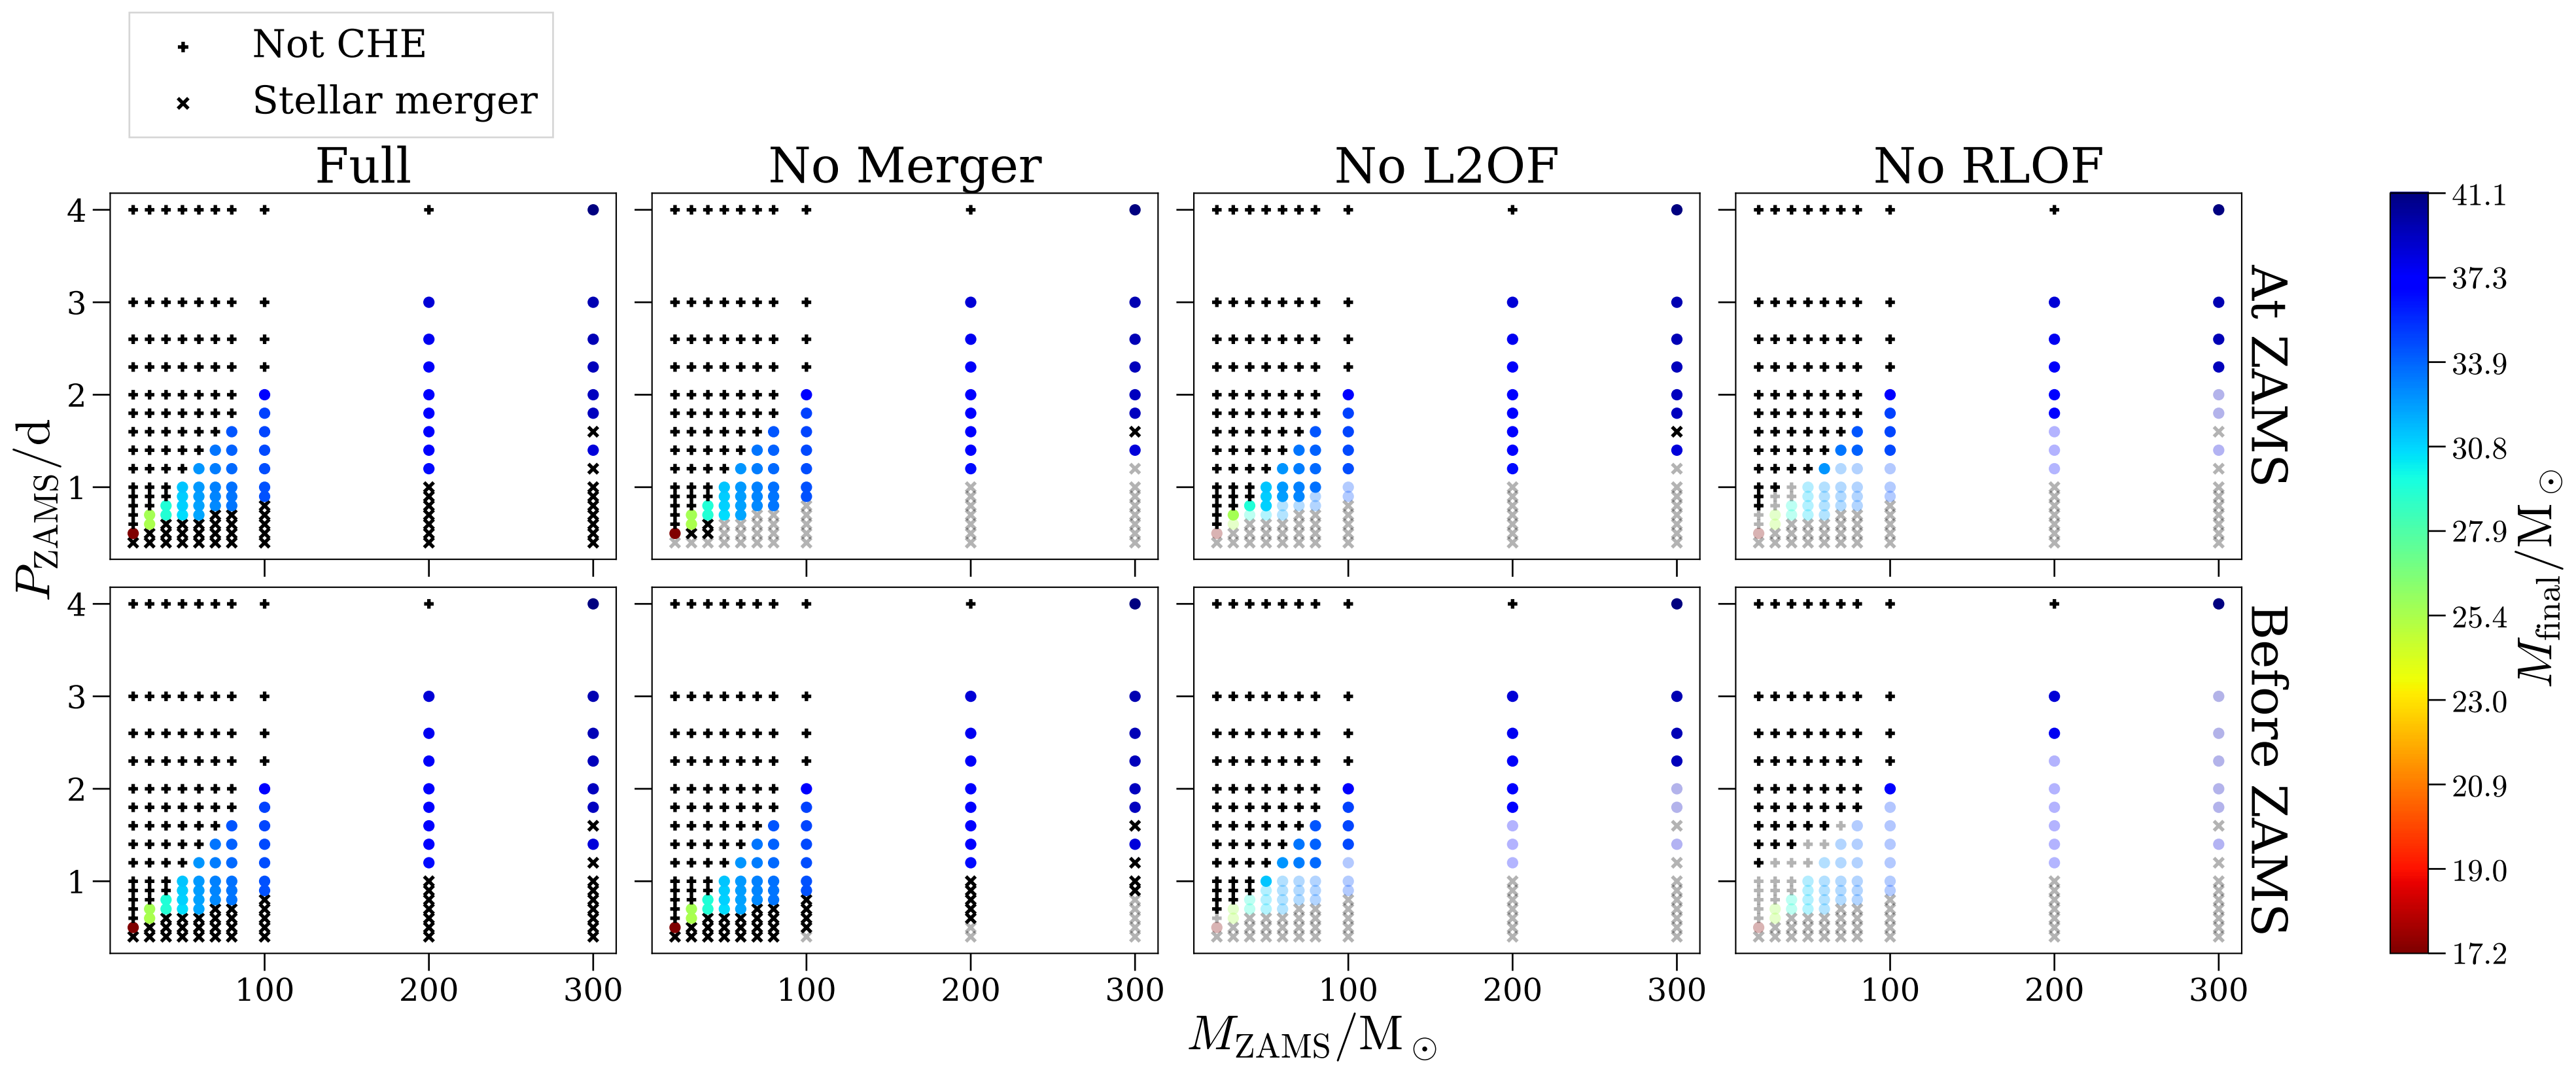 Not CHE
Stellar merger
Full
No Merger
No L2OF
No RLOF
4
3
2
1
At ZAMS
4
3
2
1
Before ZAMS
P_ZAMS/d
100 200 300
100 200 300
100 200 300
100 200 300
M_ZAMS/M_⊙
41.1
37.3
33.9
30.8
27.9
25.4
23.0
20.9
19.0
17.2
M_final/M_⊙